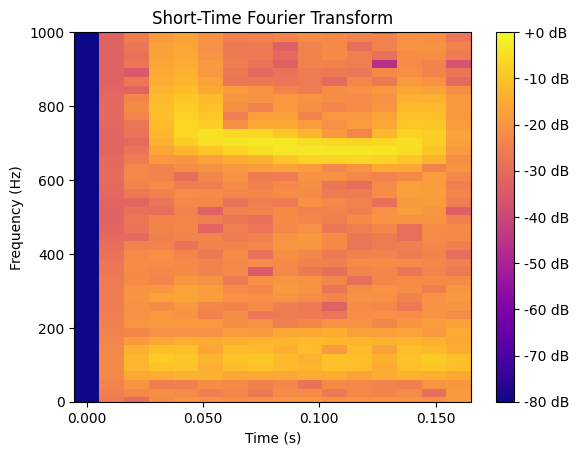 Short-Time Fourier Transform
1000
800
600
400
200
0
Frequency (Hz)
0.000
0.050
0.100
0.150
Time (s)
+0 dB
-10 dB
-20 dB
-30 dB
-40 dB
-50 dB
-60 dB
-70 dB
-80 dB